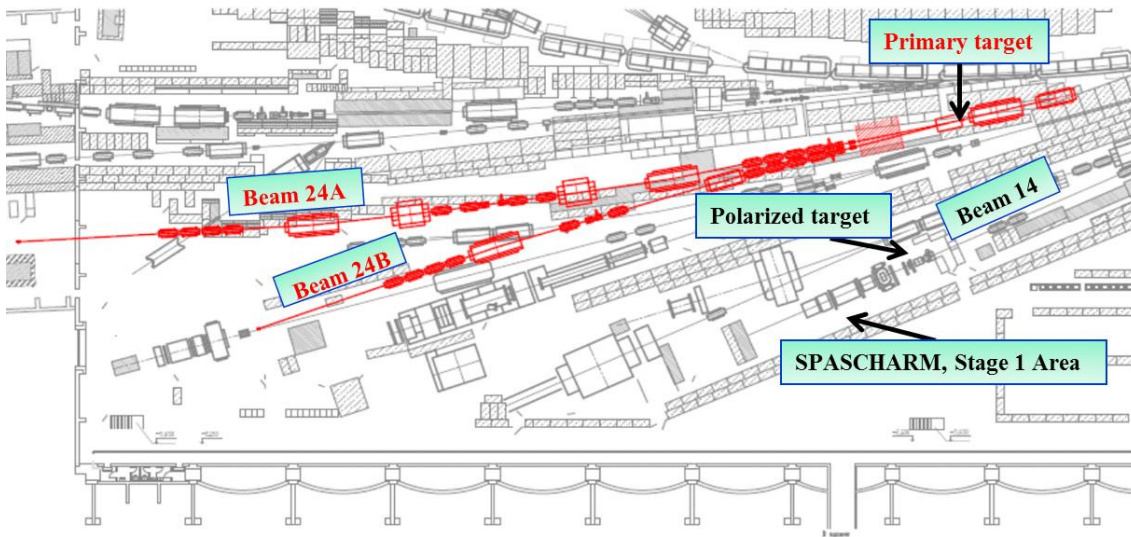 Primary target
Beam 24A
Beam 14
Polarized target
Beam 24B
SPASCHARM, Stage 1 Area